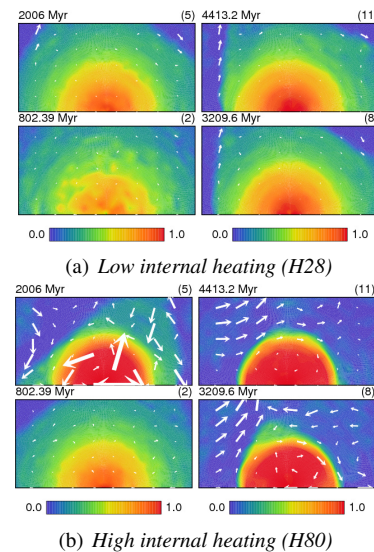 2006 Myr (5) 4413.2 Myr (11
802.39 Myr (2) 3209.6 Myr (8
0.0 1.0 0.0 1.0
(a) Low internal heating (H28)
2006 Myr (5) 4413.2 Myr (11)
802.39 Myr (2) 3209.6 Myr (8)
0.0 1.0 0.0 1.0
(b) High internal heating (H80)